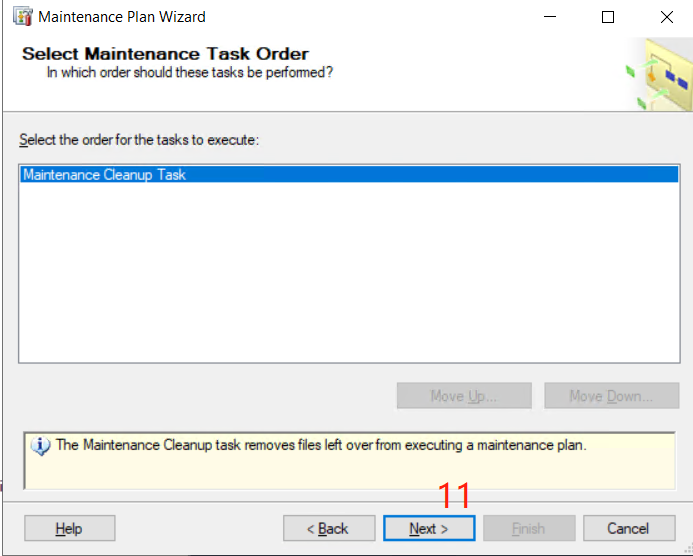 Maintenance Plan Wizard
Select Maintenance Task Order
In which order should these tasks be performed?
Select the order for the tasks to execute:
Maintenance Cleanup Task
Move Up...
Move Down...
The Maintenance Cleanup task removes files left over from executing a maintenance plan.
11
Help
< Back
Next >
Finish
Cancel